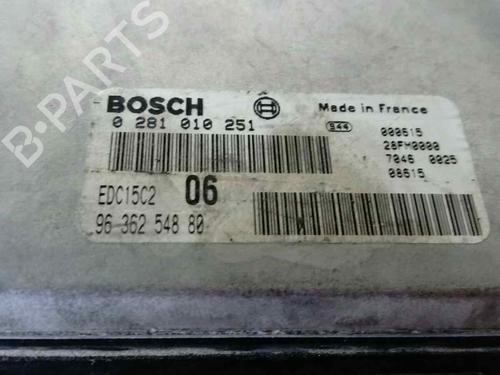 B-PARTS
BOSCH
Made in France
0 281 010 251
944
000615
28FM0000
7046 0025
08615
EDC15C2 06
96 362 548 80